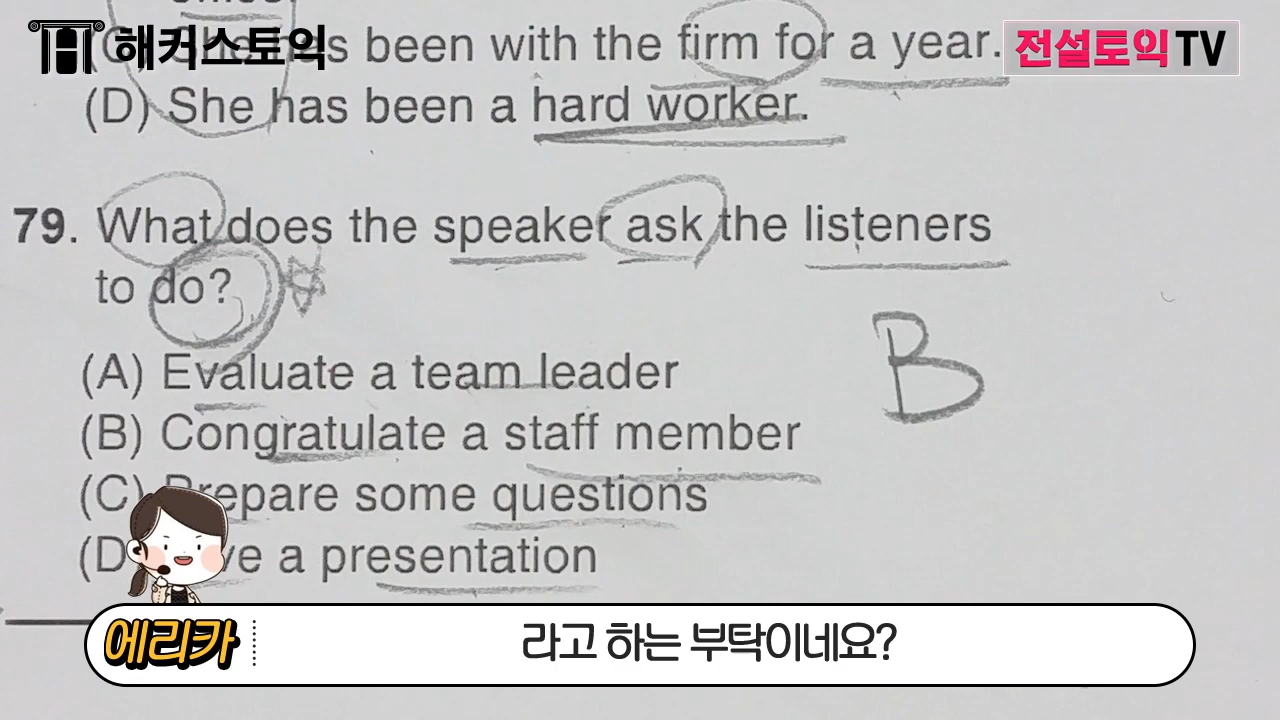 해커스토익
전설토익TV
She has been with the firm for a year.
(D) She has been a hard worker.
79. What does the speaker ask the listeners
to do?
B
(A) Evaluate a team leader
(B) Congratulate a staff member
(C) Prepare some questions
(D a presentation
에리카
라고 하는 부탁이네요?